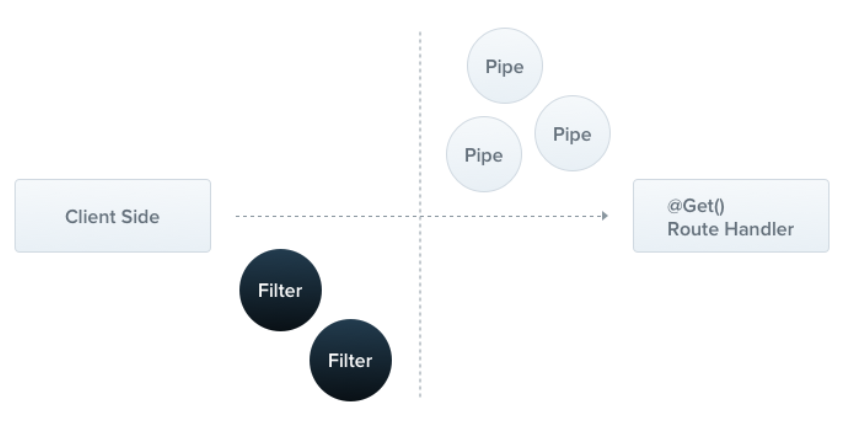 Pipe
Pipe
Pipe
Client Side
@Get()
Route Handler
Filter
Filter